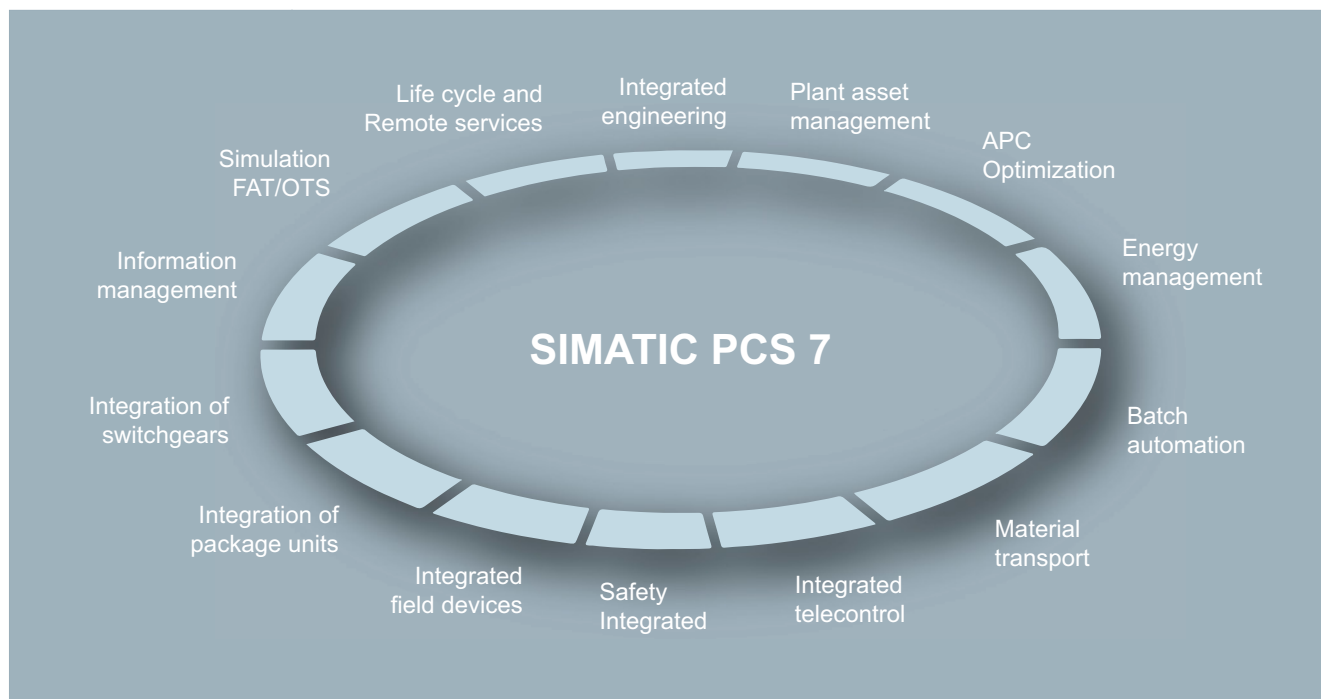 Integrated
engineering
Plant asset
management
APC
Optimization
Energy
management
Batch
automation
Material
transport
Integrated
telecontrol
Safety
Integrated
Integrated
field devices
Integration of
package units
Integration of
switchgears
Information
management
Simulation
FAT/OTS
Life cycle and
Remote services
SIMATIC PCS 7